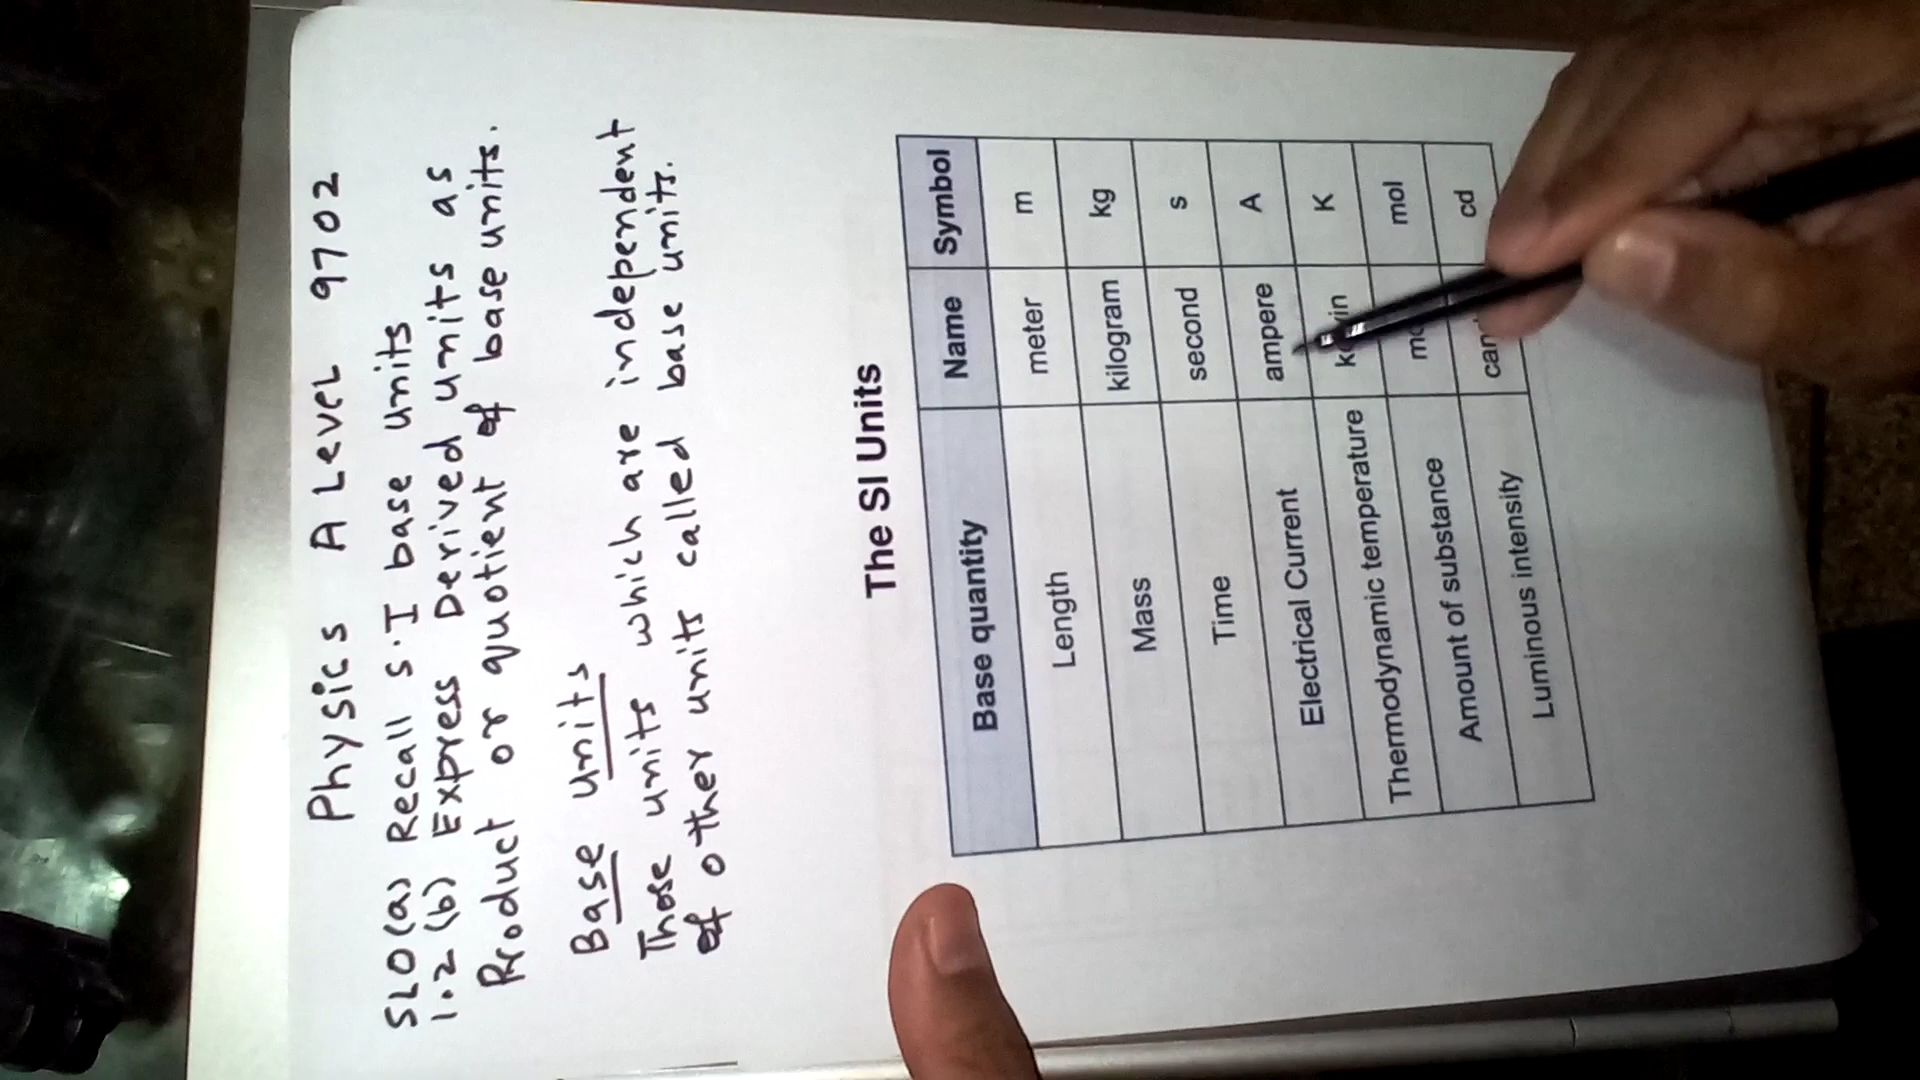 Physics A Level 9702
SLO(a) Recall S.I base units
1.2(b) Express Derived units as
Product or quotient of base units.
Base units
Those units which are independent
of other units called base units.
The SI Units
Base quantity Name Symbol
Length meter m
Mass kilogram kg
Time second s
Electrical Current ampere A
Thermodynamic temperature K
Amount of substance mol
Luminous intensity cd